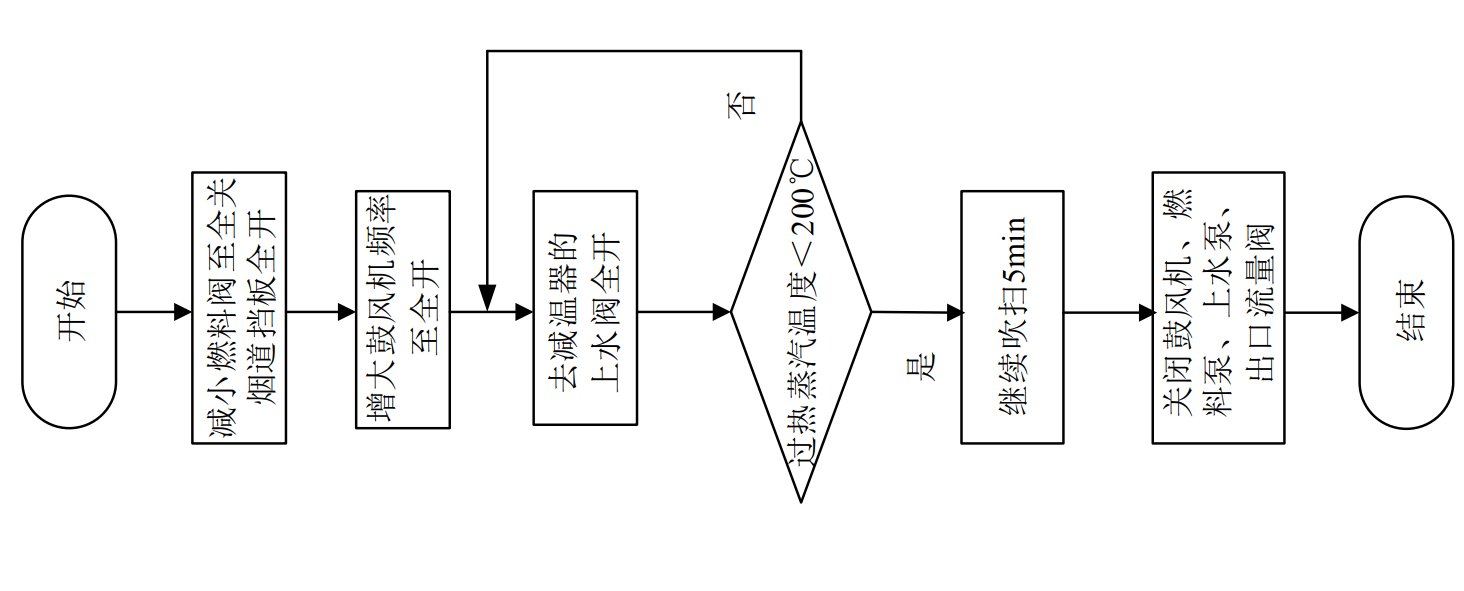 开始
减小燃料阀至全关
烟道挡板全开
增大鼓风机频率
至全开
去减温器的
上水阀全开
过热蒸汽温度＜200℃
否
是
继续吹扫5min
关闭鼓风机、燃
料泵、上水泵、
出口流量阀
结束